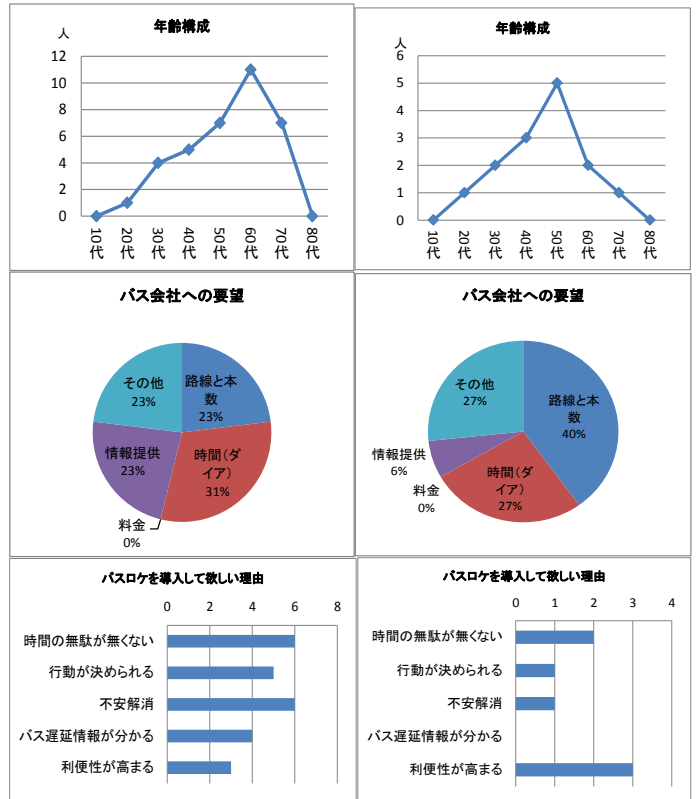 年齢構成
人
12
10
8
6
4
2
0
10代
20代
30代
40代
50代
60代
70代
80代
年齢構成
人
6
5
4
3
2
1
0
10代
20代
30代
40代
50代
60代
70代
80代
バス会社への要望
路線と本
数
23%
時間(ダ
イア)
31%
料金
0%
情報提供
23%
その他
23%
バス会社への要望
路線と本
数
40%
時間(ダ
イア)
27%
料金
0%
情報提供
6%
その他
27%
バスロケを導入して欲しい理由
0 2 4 6 8
時間の無駄が無くない
行動が決められる
不安解消
バス遅延情報が分かる
利便性が高まる
バスロケを導入して欲しい理由
0 1 2 3 4
時間の無駄が無くない
行動が決められる
不安解消
バス遅延情報が分かる
利便性が高まる